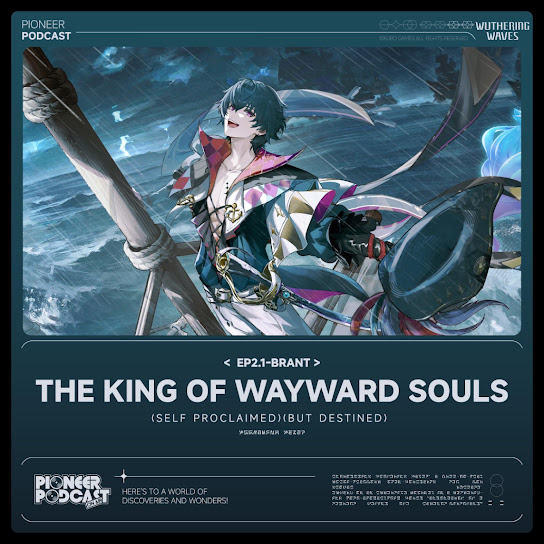 PIONEER
PODCAST
WUTHERING
WAVES
< EP2.1-BRANT >
THE KING OF WAYWARD SOULS
(SELF PROCLAIMED)(BUT DESTINED)
PIONEER
PODCAST
HERE'S TO A WORLD OF
DISCOVERIES AND WONDERS!